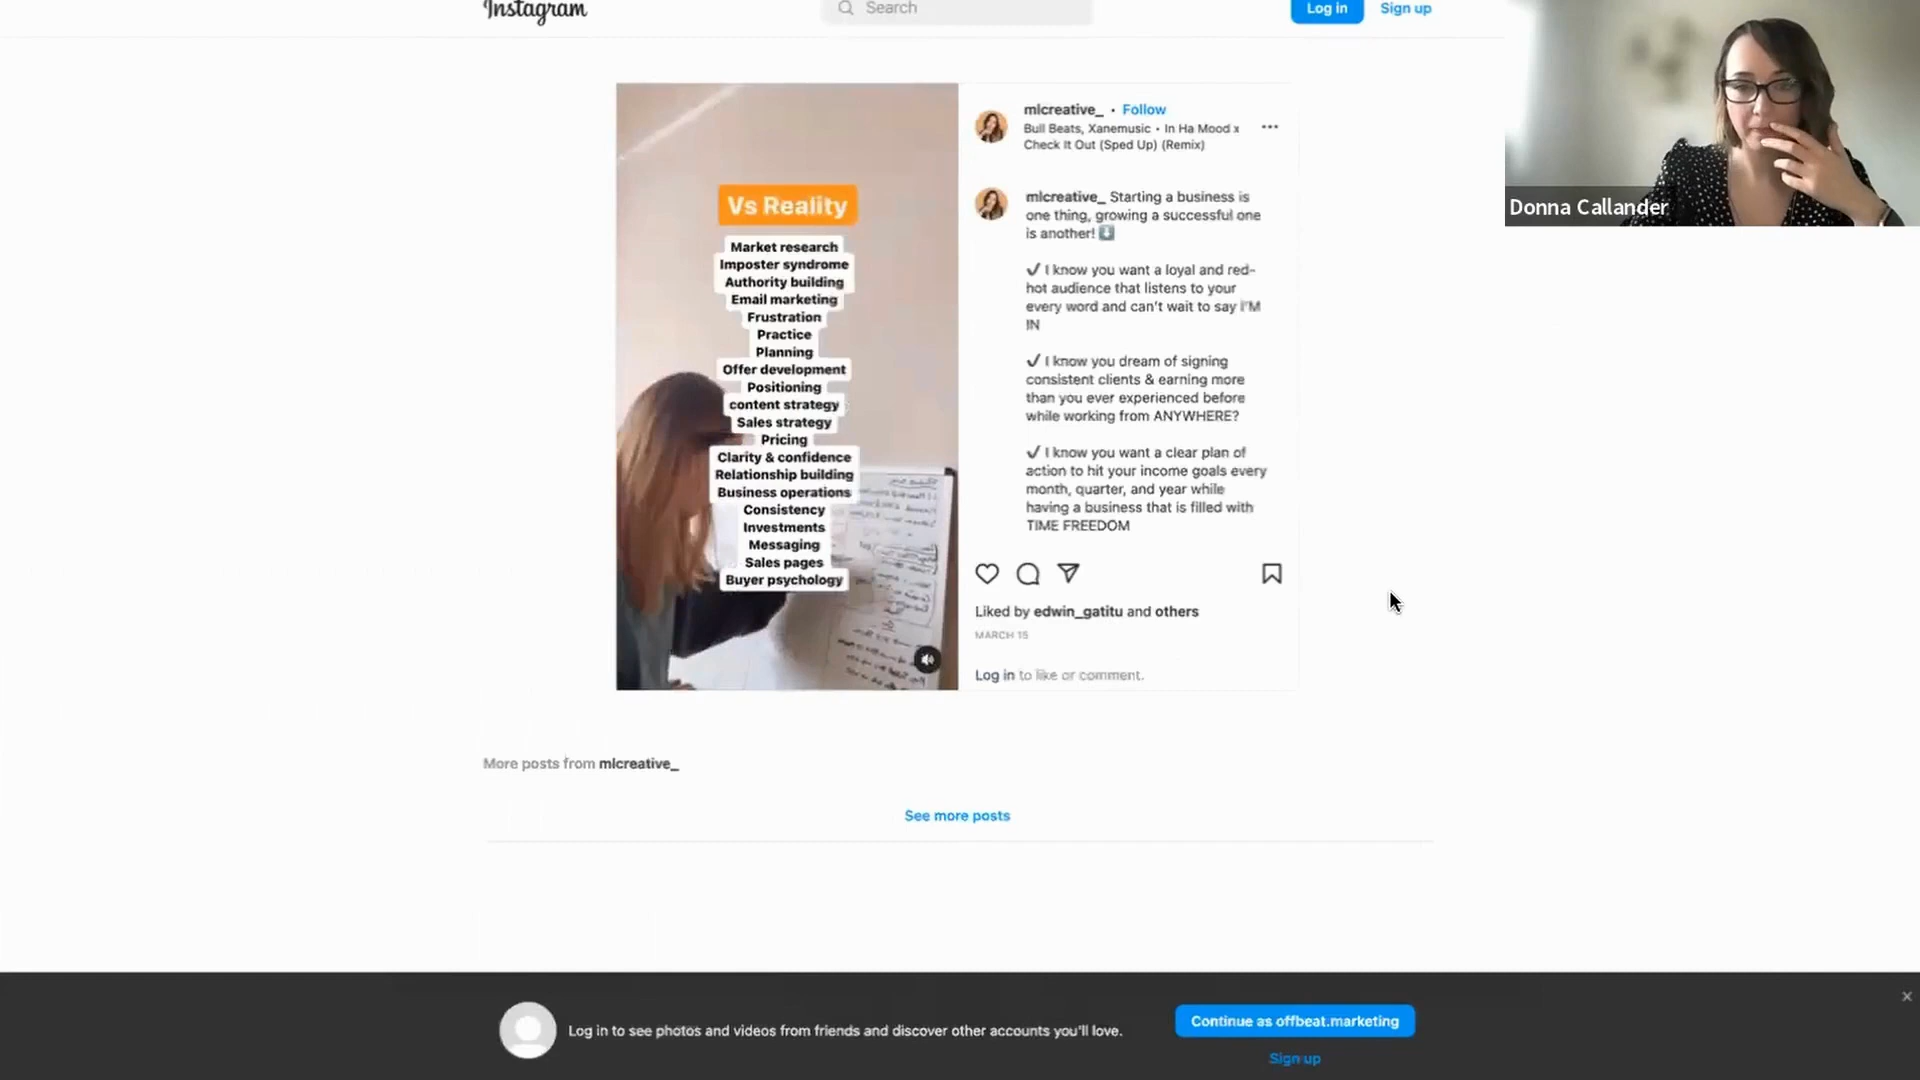 Instagram
Search
Log in
Sign up
Donna Callander
Vs Reality
Market research
Imposter syndrome
Authority building
Email marketing
Frustration
Practice
Planning
Offer development
Positioning
content strategy
Sales strategy
Pricing
Clarity & confidence
Relationship building
Business operations
Consistency
Investments
Messaging
Sales pages
Buyer psychology
mlcreative_ • Follow
Bull Beats, Xanemusic • In Ha Mood x
Check It Out (Sped Up) (Remix)
mlcreative_ Starting a business is
one thing, growing a successful one
is another! ⬇️
✔ I know you want a loyal and red-
hot audience that listens to your
every word and can't wait to say I'M
IN
✔ I know you dream of signing
consistent clients & earning more
than you ever experienced before
while working from ANYWHERE?
✔ I know you want a clear plan of
action to hit your income goals every
month, quarter, and year while
having a business that is filled with
TIME FREEDOM
Liked by edwin_gatitu and others
MARCH 15
Log in to like or comment.
More posts from mlcreative_
See more posts
Log in to see photos and videos from friends and discover other accounts you'll love.
Continue as offbeat.marketing
Sign up